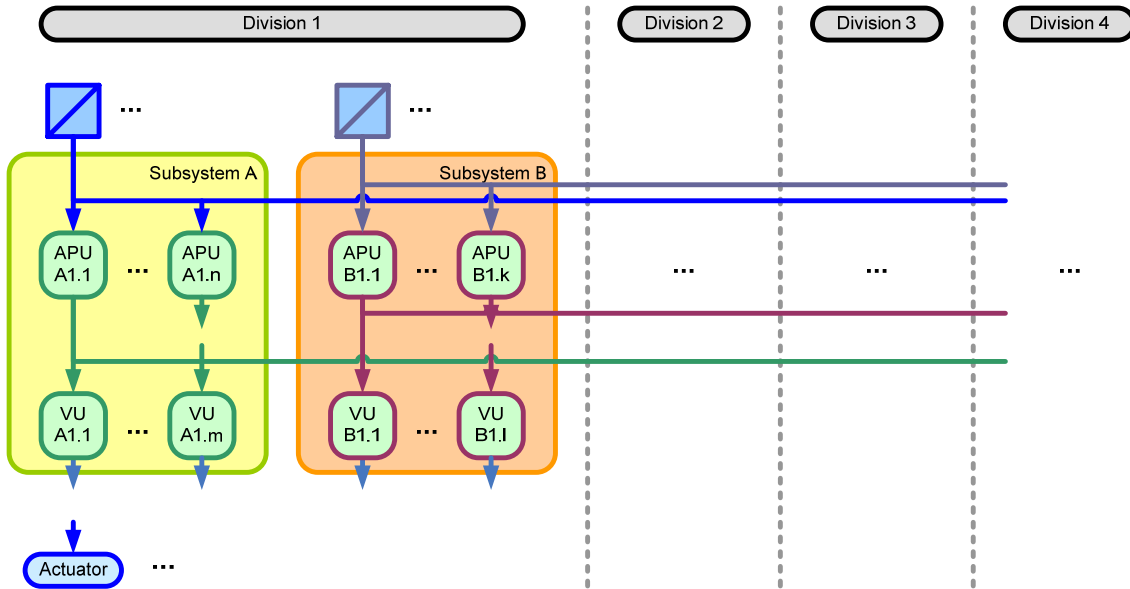 Division 1
Division 2
Division 3
Division 4
...
...
Subsystem A
Subsystem B
APU
A1.1
...
APU
A1.n
APU
B1.1
...
APU
B1.k
...
...
...
VU
A1.1
...
VU
A1.m
VU
B1.1
...
VU
B1.l
Actuator
...